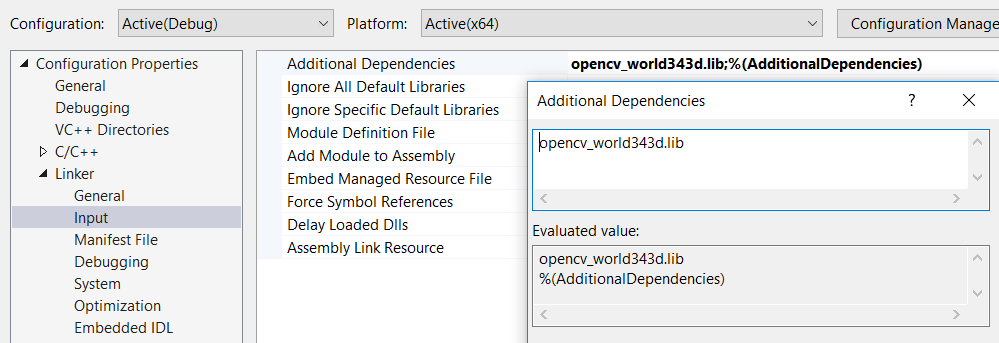 Configuration: Active(Debug) Platform: Active(x64) Configuration Manage
Configuration Properties
General
Debugging
VC++ Directories
C/C++
Linker
General
Input
Manifest File
Debugging
System
Optimization
Embedded IDL
Additional Dependencies opencv_world343d.lib;%(AdditionalDependencies)
Ignore All Default Libraries
Ignore Specific Default Libraries
Module Definition File
Add Module to Assembly
Embed Managed Resource File
Force Symbol References
Delay Loaded Dlls
Assembly Link Resource
Additional Dependencies ?
opencv_world343d.lib
Evaluated value:
opencv_world343d.lib
%(AdditionalDependencies)